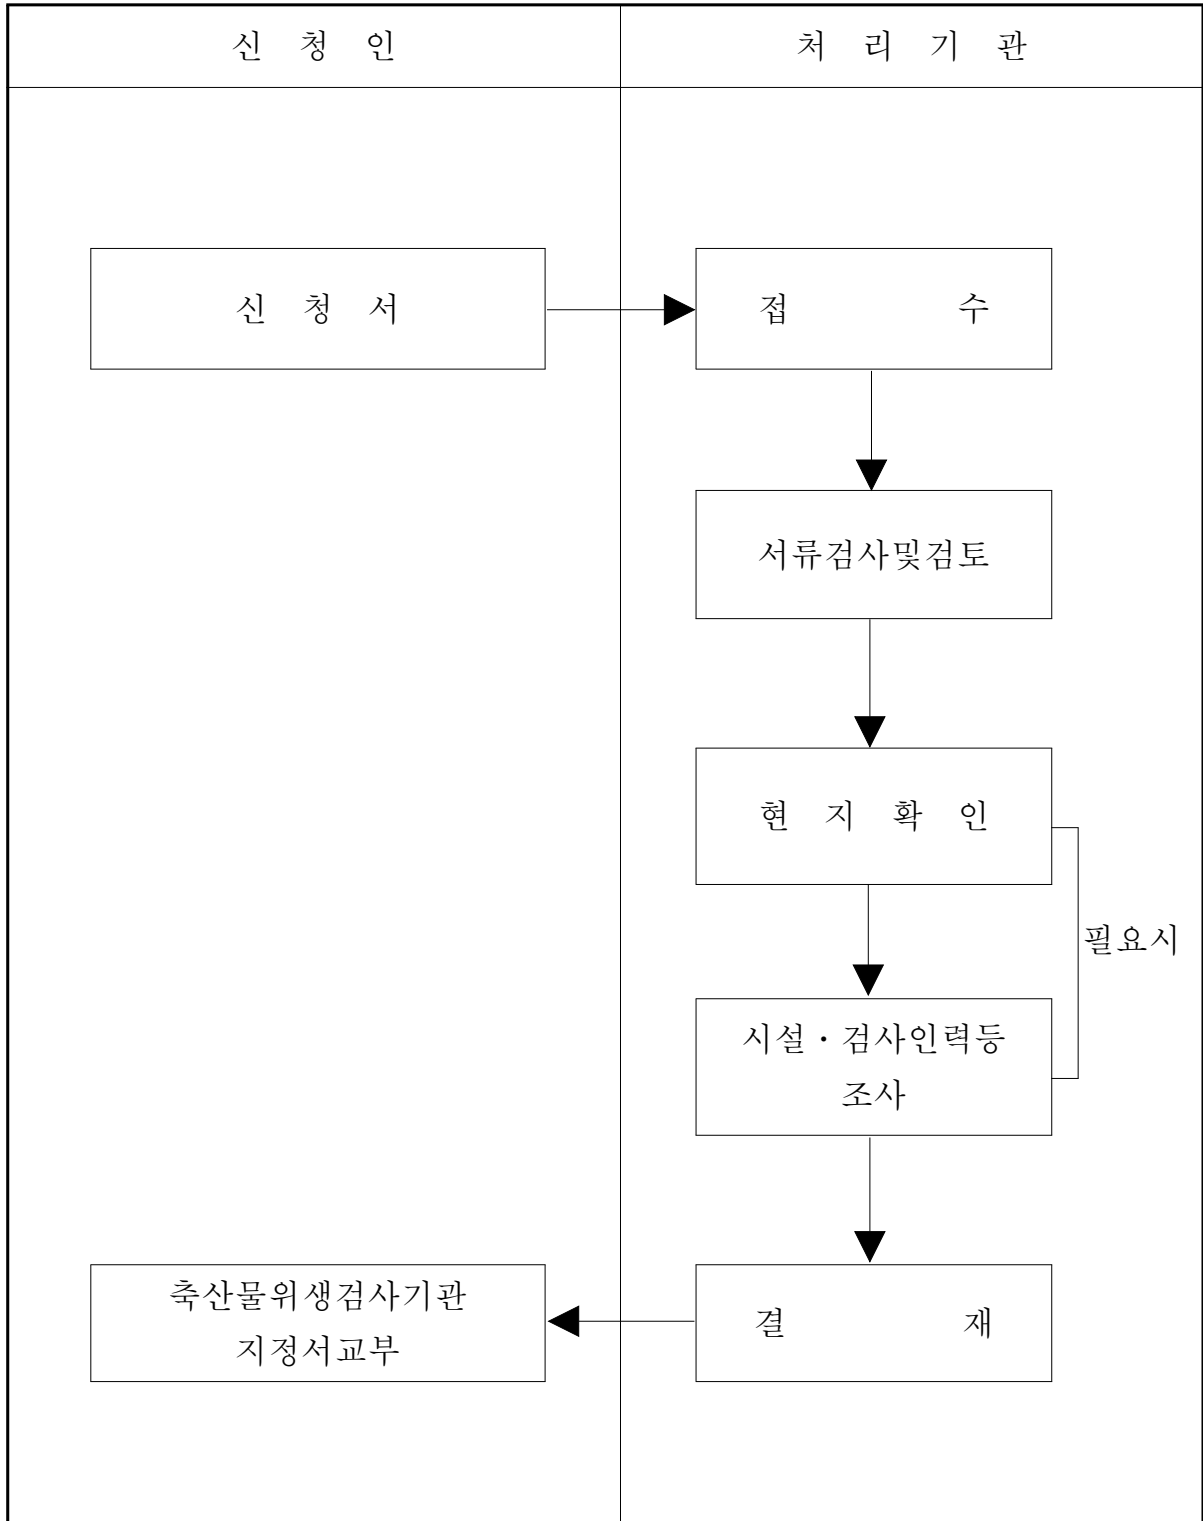 신 청 인
처 리 기 관
신 청 서
접 수
서류검사및검토
현 지 확 인
필요시
시설·검사인력등
조사
축산물위생검사기관
지정서교부
결 재